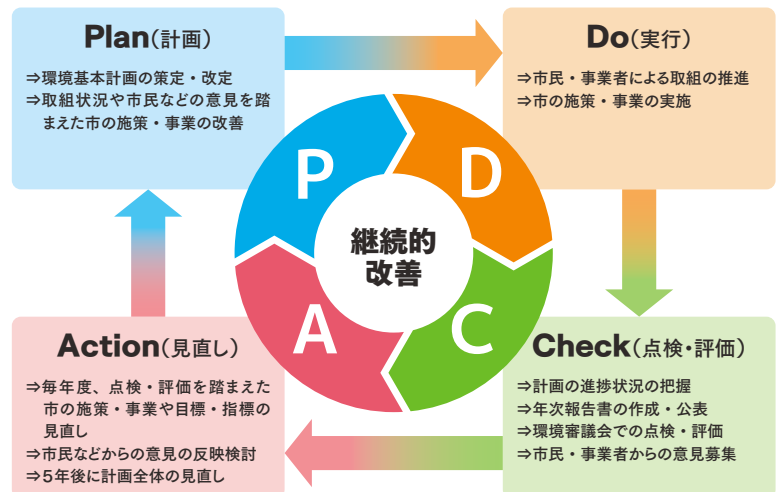 Plan(計画)
⇒環境基本計画の策定・改定
⇒取組状況や市民などの意見を踏
まえた市の施策・事業の改善
Do(実行)
⇒市民・事業者による取組の推進
⇒市の施策・事業の実施
P
D
継続的
改善
A
C
Action(見直し)
⇒毎年度、点検・評価を踏まえた
市の施策・事業や目標・指標の
見直し
⇒市民などからの意見の反映検討
⇒5年後に計画全体の見直し
Check(点検・評価)
⇒計画の進捗状況の把握
⇒年次報告書の作成・公表
⇒環境審議会での点検・評価
⇒市民・事業者からの意見募集